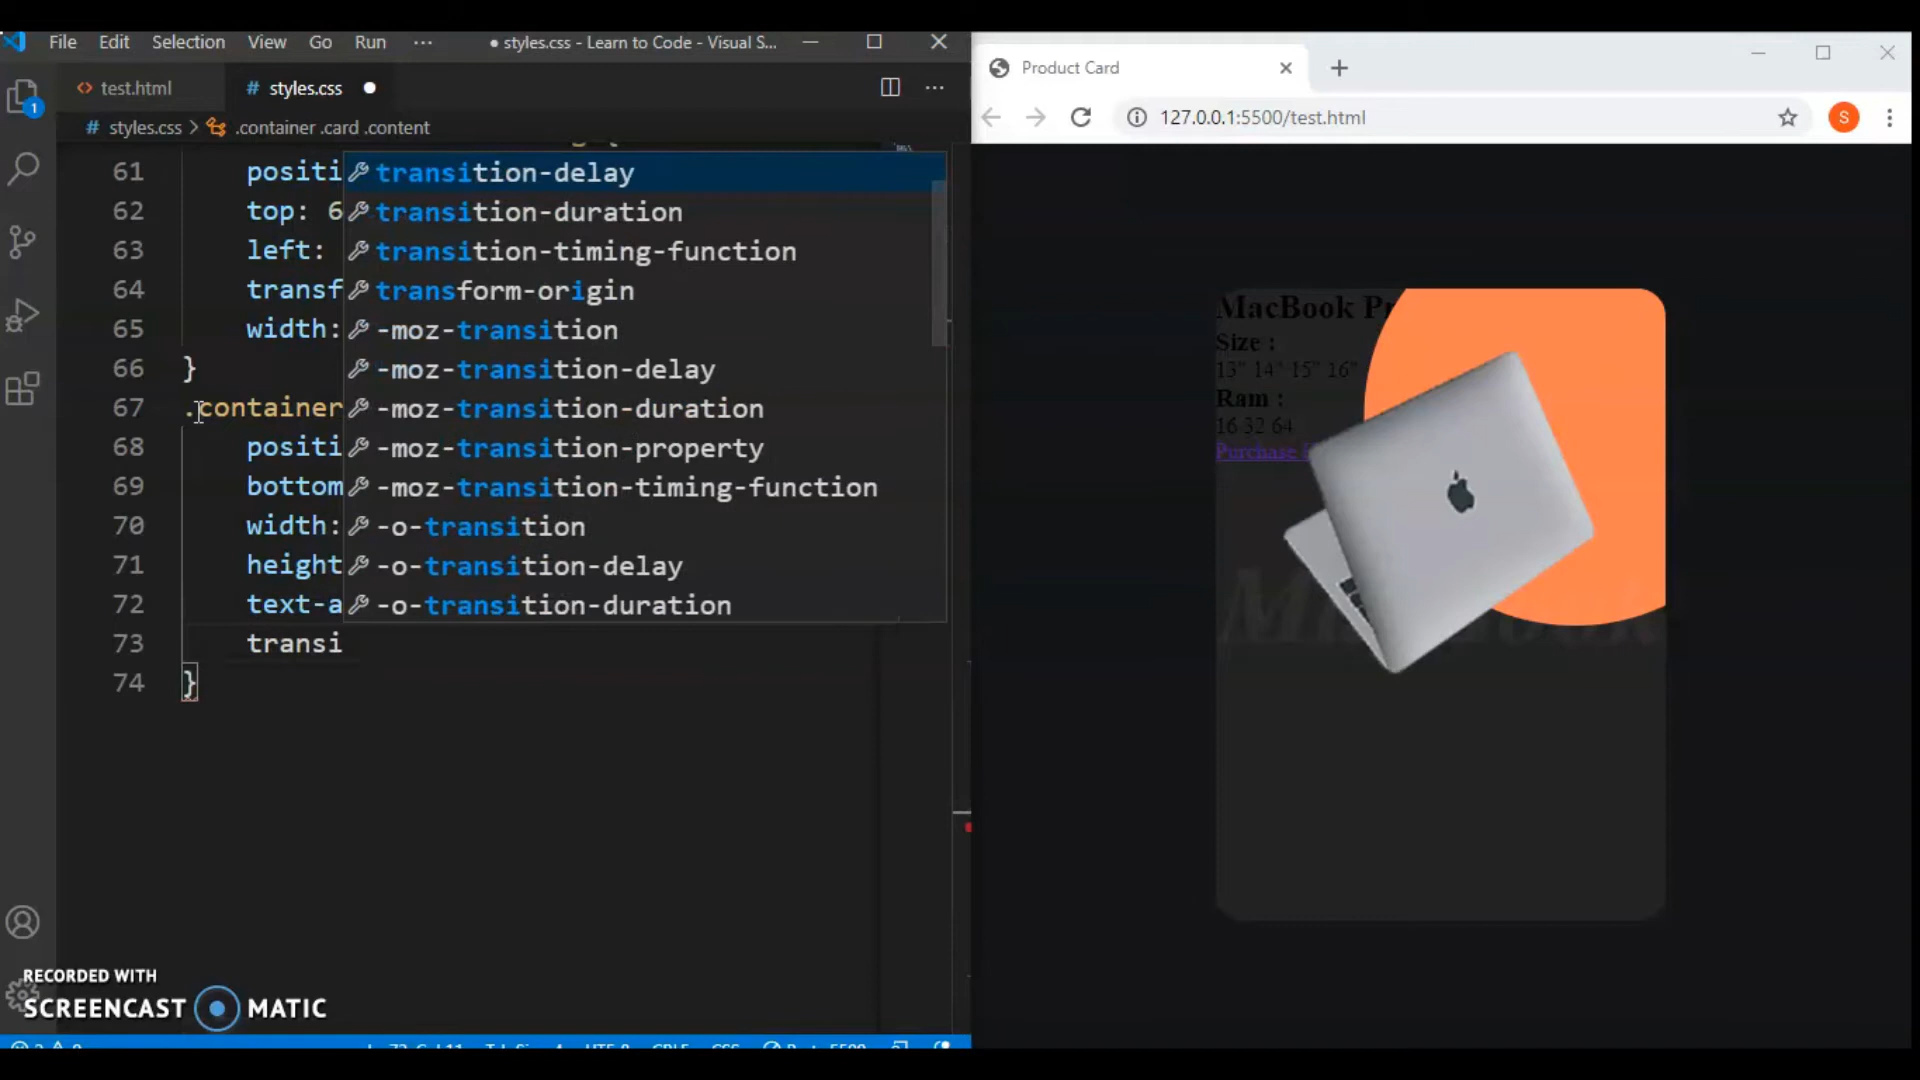 File Edit Selection View Go Run ⋯ ● styles.css - Learn to Code - Visual S...
test.html
# styles.css ●
# styles.css > .container .card .content
1
61 positi
62 top: 6
63 left:
64 transf
65 width:
66 }
67 .container
68 positi
69 bottom
70 width:
71 height
72 text-a
73 transi
74 }
transition-delay
transition-duration
transition-timing-function
transform-origin
-moz-transition
-moz-transition-delay
-moz-transition-duration
-moz-transition-property
-moz-transition-timing-function
-o-transition
-o-transition-delay
-o-transition-duration
RECORDED WITH
SCREENCAST MATIC
Product Card
127.0.0.1:5500/test.html
S
MacBook P
Size :
13" 14" 15" 16"
Ram :
16 32 64
Purchase